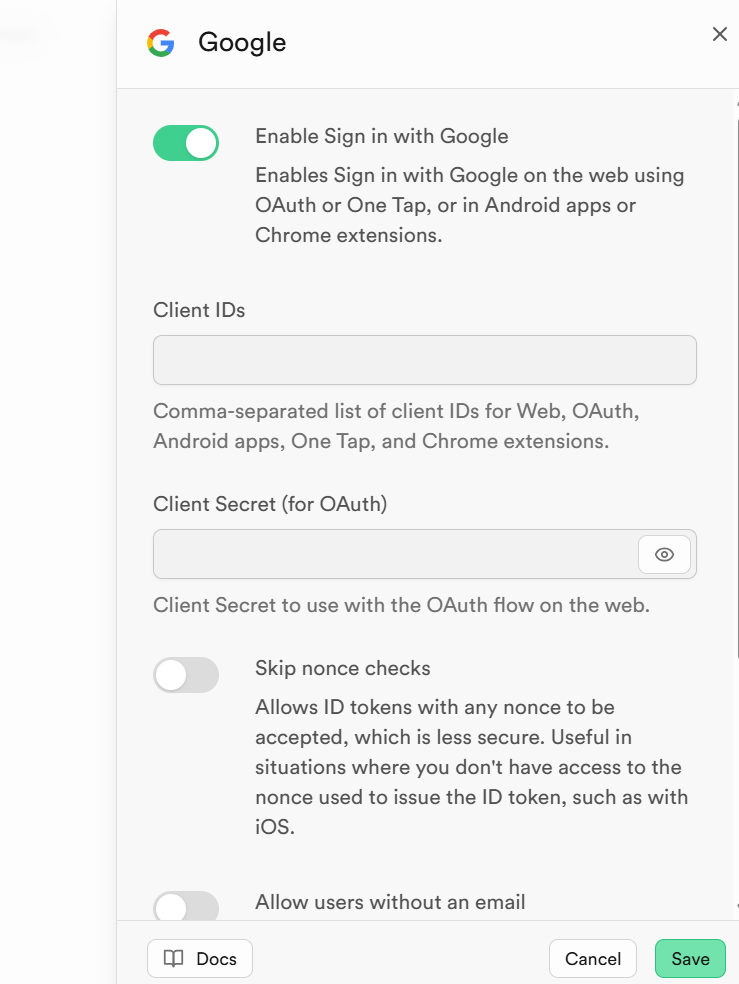 Google
Enable Sign in with Google
Enables Sign in with Google on the web using
OAuth or One Tap, or in Android apps or
Chrome extensions.
Client IDs
Comma-separated list of client IDs for Web, OAuth,
Android apps, One Tap, and Chrome extensions.
Client Secret (for OAuth)
Client Secret to use with the OAuth flow on the web.
Skip nonce checks
Allows ID tokens with any nonce to be
accepted, which is less secure. Useful in
situations where you don't have access to the
nonce used to issue the ID token, such as with
iOS.
Allow users without an email
Docs
Cancel
Save